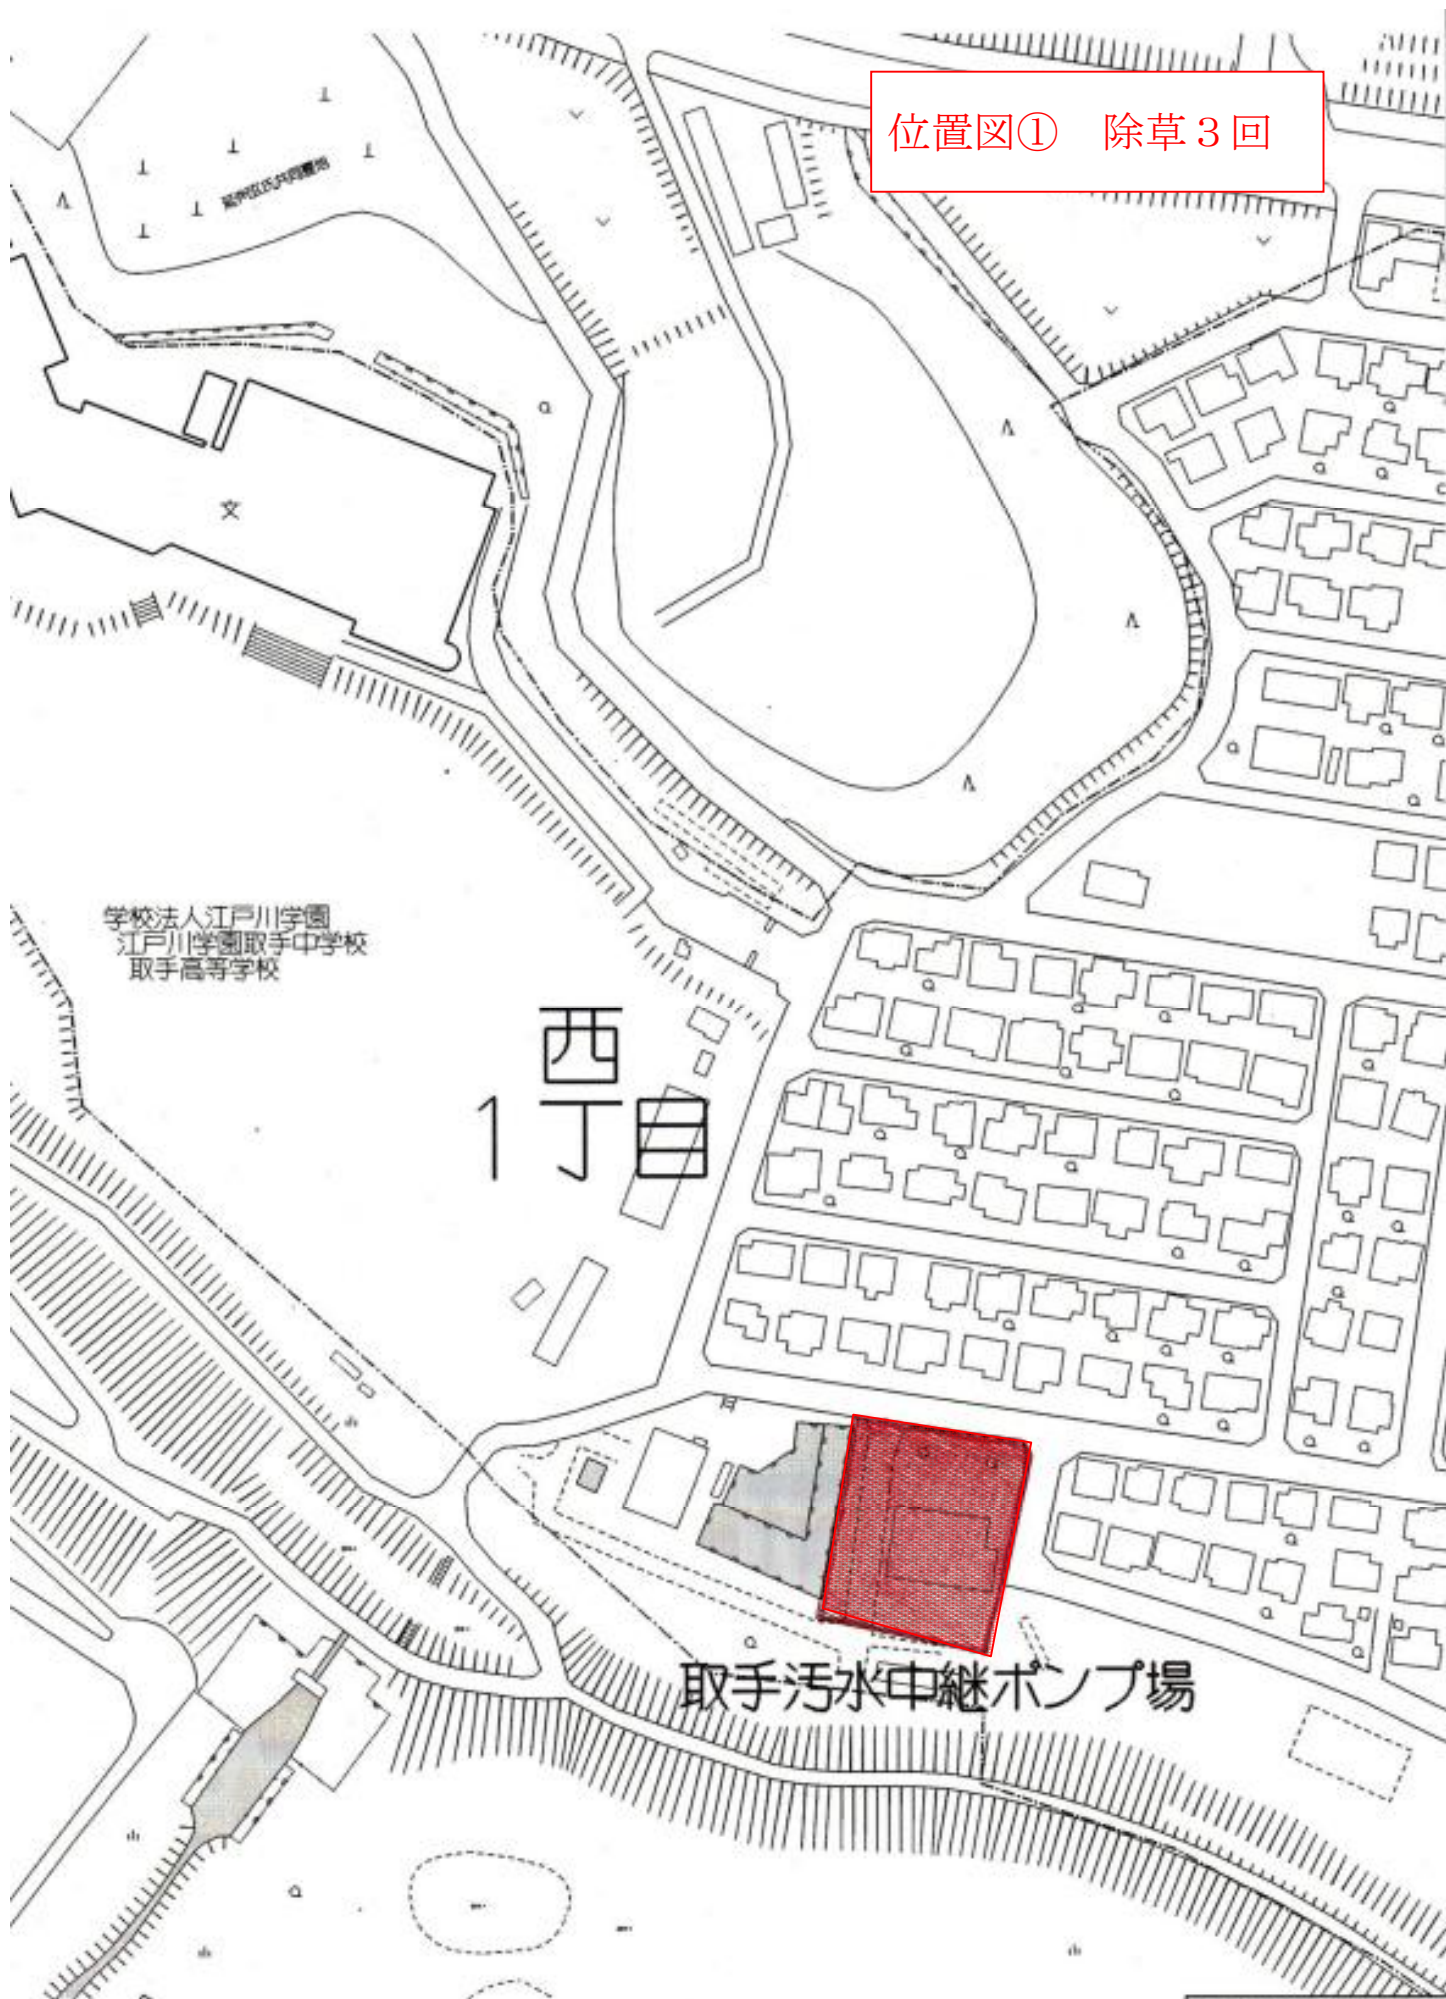 位置図①　除草３回
文
学校法人江戸川学園
江戸川学園取手中学校
取手高等学校
西
1丁目
取手汚水中継ポンプ場